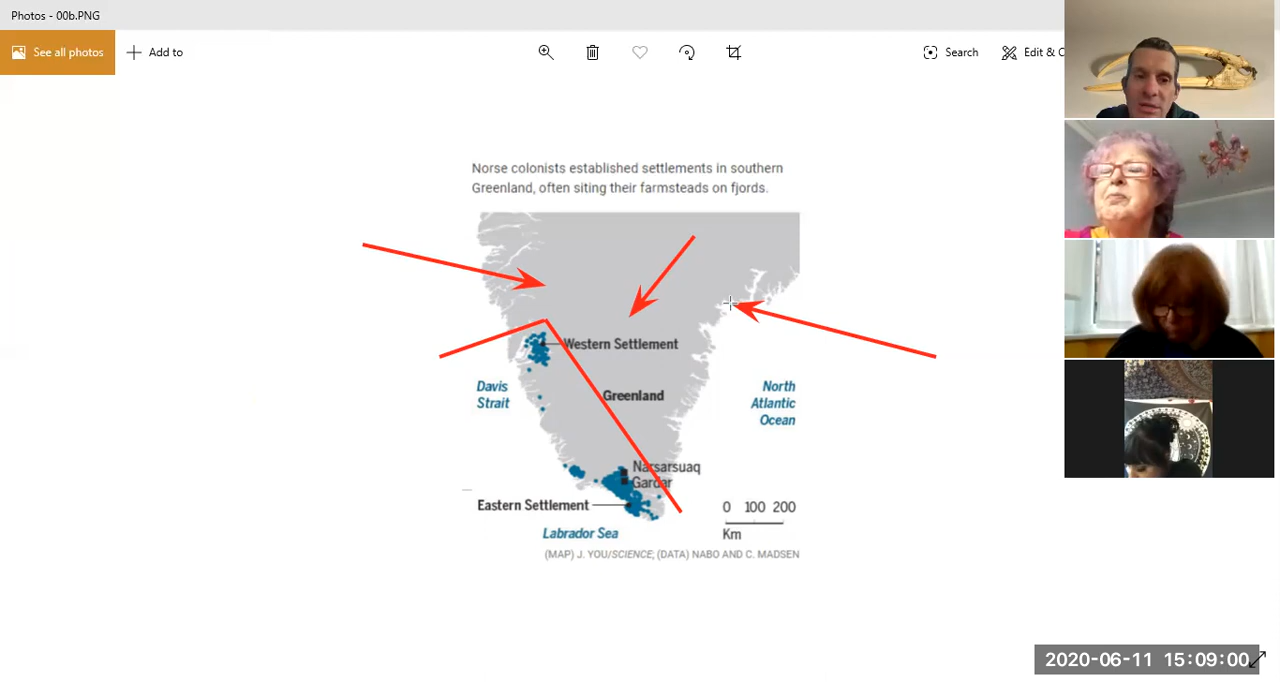 Photos - 00b.PNG
See all photos
Add to
Search
Edit & C
Norse colonists established settlements in southern
Greenland, often siting their farmsteads on fjords.
Western Settlement
Davis
Strait
Greenland
North
Atlantic
Ocean
Narsarsuaq
Gardar
Eastern Settlement
0 100 200
Km
Labrador Sea
(MAP) J. YOU/SCIENCE; (DATA) NABO AND C. MADSEN
2020-06-11 15:09:00